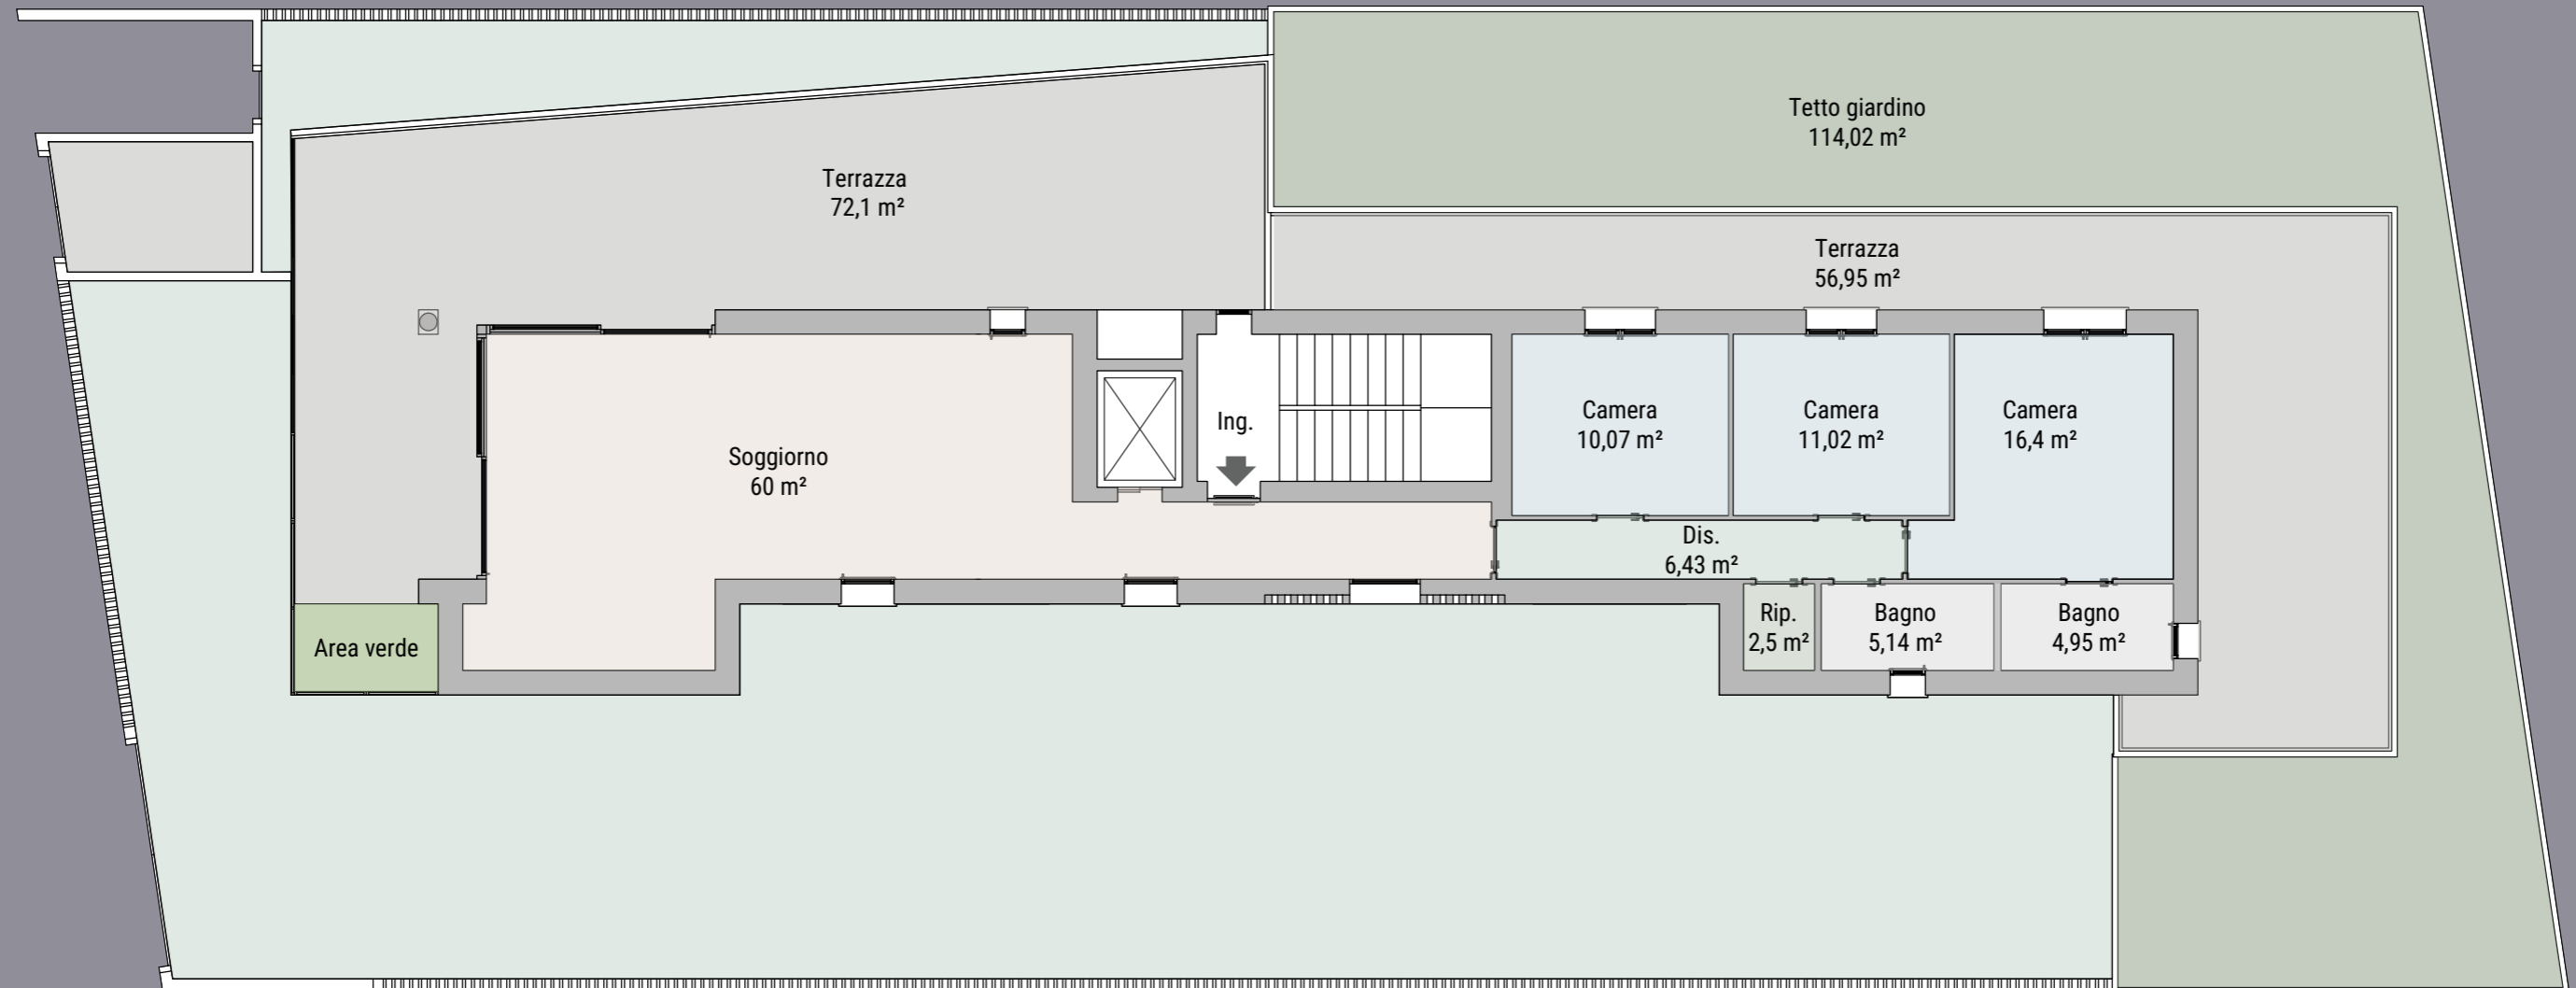 Tetto giardino
114,02 m²
Terrazza
72,1 m²
Terrazza
56,95 m²
Soggiorno
60 m²
Ing.
Camera
10,07 m²
Camera
11,02 m²
Camera
16,4 m²
Dis.
6,43 m²
Area verde
Rip.
2,5 m²
Bagno
5,14 m²
Bagno
4,95 m²